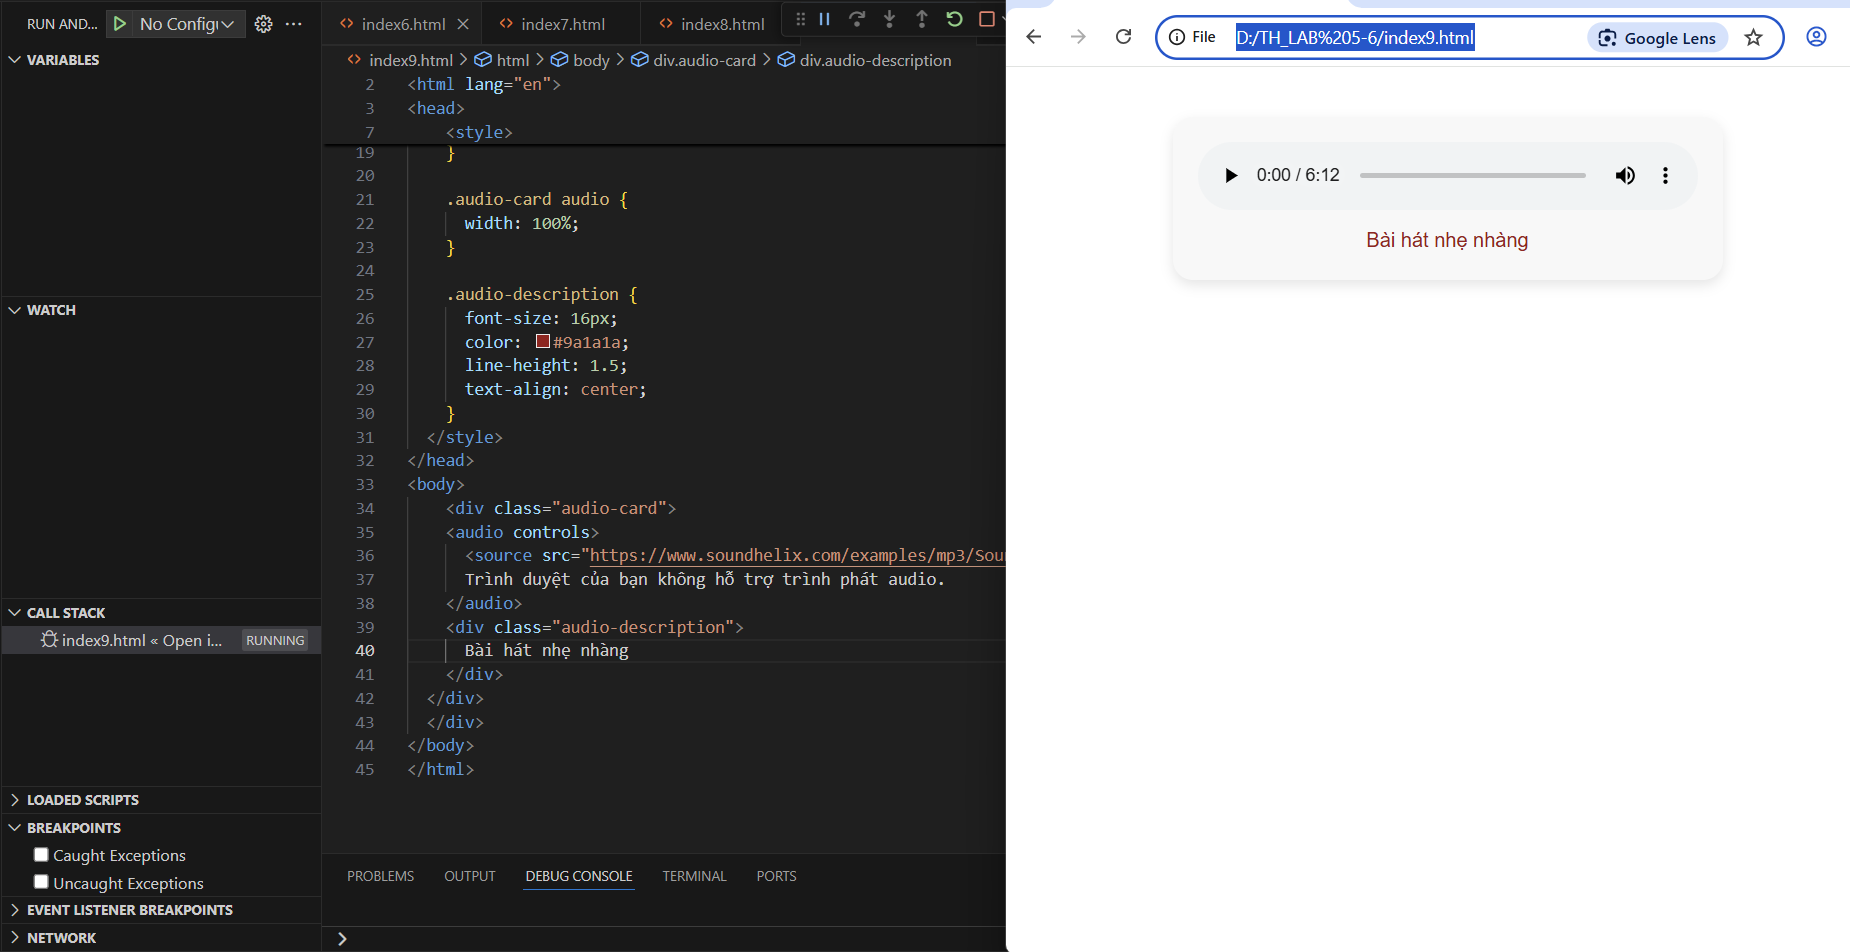 RUN AND...
No Configu
VARIABLES
WATCH
CALL STACK
index9.html « Open i...
RUNNING
LOADED SCRIPTS
BREAKPOINTS
Caught Exceptions
Uncaught Exceptions
EVENT LISTENER BREAKPOINTS
NETWORK
index6.html
index7.html
index8.html
index9.html > html > body > div.audio-card > div.audio-description
2 <html lang="en">
3 <head>
7 <style>
19 }
20
21 .audio-card audio {
22 width: 100%;
23 }
24
25 .audio-description {
26 font-size: 16px;
27 color: #9a1a1a;
28 line-height: 1.5;
29 text-align: center;
30 }
31 </style>
32 </head>
33 <body>
34 <div class="audio-card">
35 <audio controls>
36 <source src="https://www.soundhelix.com/examples/mp3/Sou
37 Trình duyệt của bạn không hỗ trợ trình phát audio.
38 </audio>
39 <div class="audio-description">
40 Bài hát nhẹ nhàng
41 </div>
42 </div>
43 </div>
44 </body>
45 </html>
PROBLEMS
OUTPUT
DEBUG CONSOLE
TERMINAL
PORTS
File
D:/TH_LAB%205-6/index9.html
Google Lens
0:00 / 6:12
Bài hát nhẹ nhàng